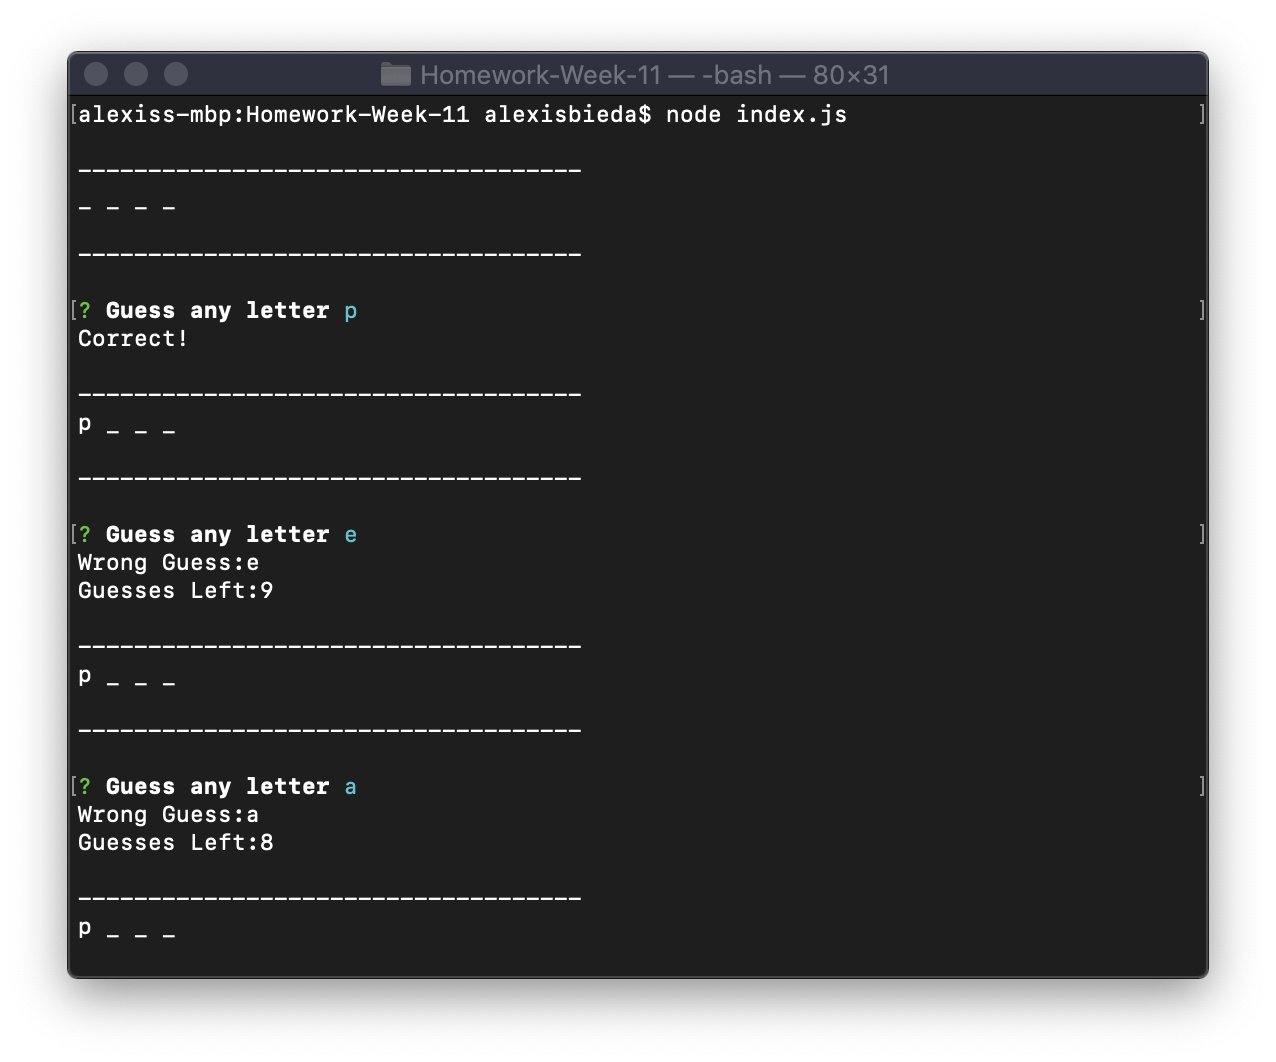 Homework-Week-11 — -bash — 80×31
[alexiss-mbp:Homework-Week-11 alexisbieda$ node index.js ]
------------------------------------
_ _ _ _
------------------------------------
[? Guess any letter p ]
Correct!
------------------------------------
p _ _ _
------------------------------------
[? Guess any letter e ]
Wrong Guess:e
Guesses Left:9
------------------------------------
p _ _ _
------------------------------------
[? Guess any letter a ]
Wrong Guess:a
Guesses Left:8
------------------------------------
p _ _ _